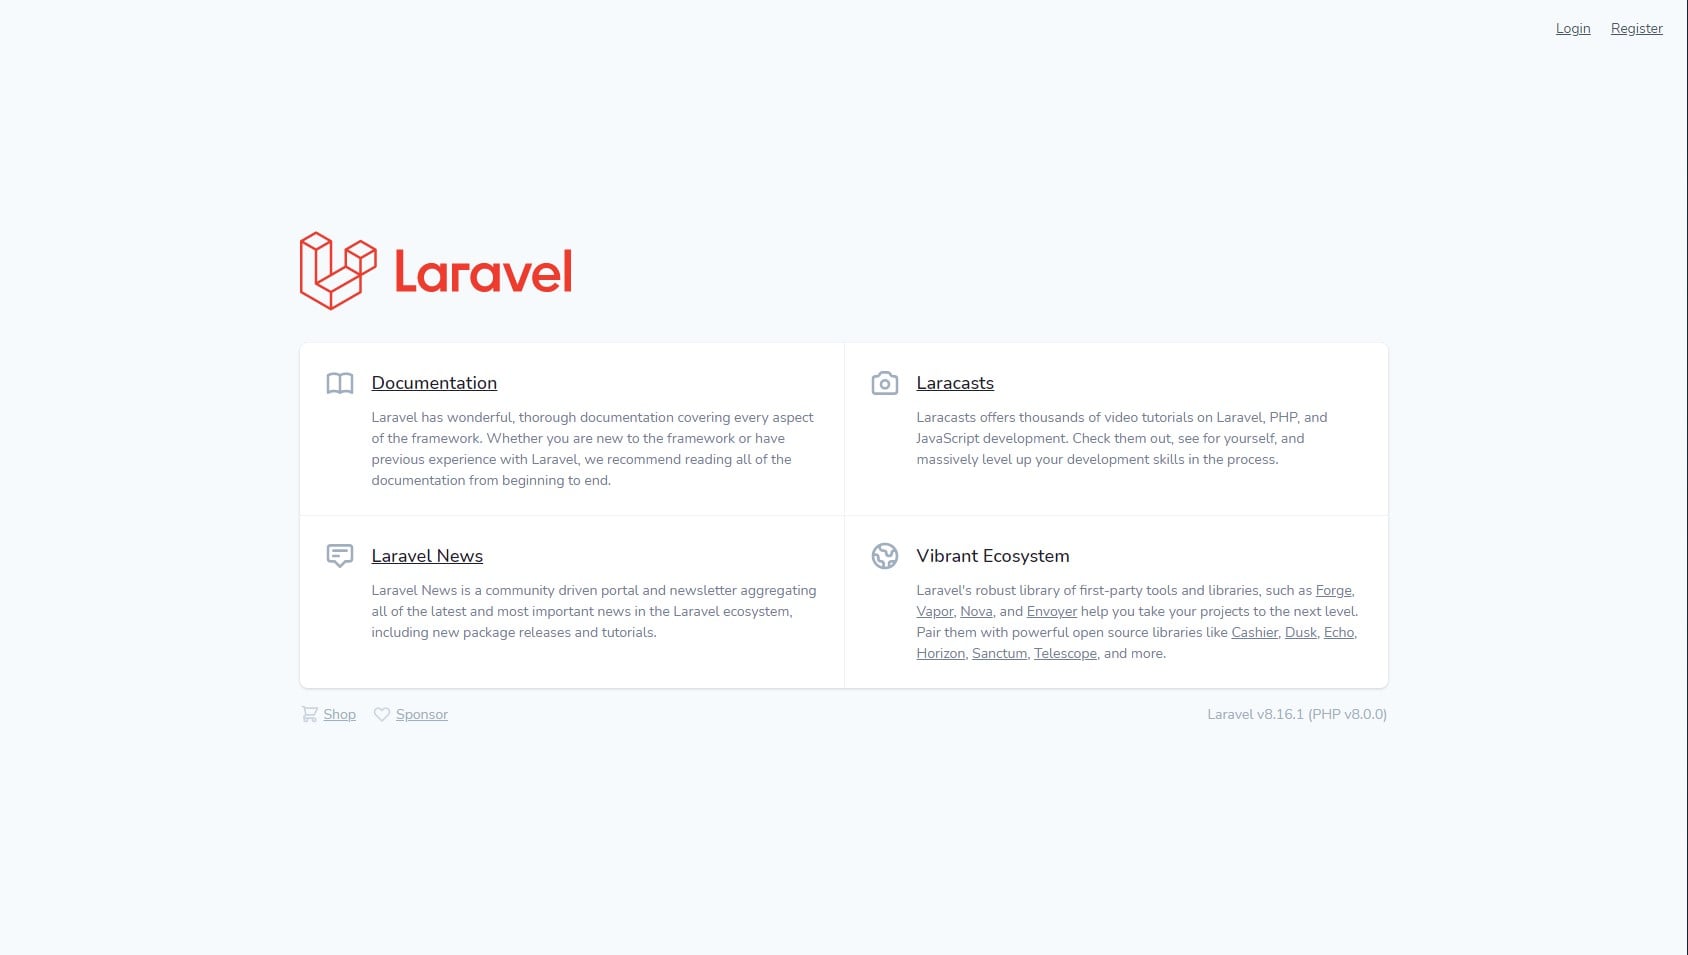 Login Register
Laravel
Documentation
Laravel has wonderful, thorough documentation covering every aspect
of the framework. Whether you are new to the framework or have
previous experience with Laravel, we recommend reading all of the
documentation from beginning to end.
Laracasts
Laracasts offers thousands of video tutorials on Laravel, PHP, and
JavaScript development. Check them out, see for yourself, and
massively level up your development skills in the process.
Laravel News
Laravel News is a community driven portal and newsletter aggregating
all of the latest and most important news in the Laravel ecosystem,
including new package releases and tutorials.
Vibrant Ecosystem
Laravel's robust library of first-party tools and libraries, such as Forge,
Vapor, Nova, and Envoyer help you take your projects to the next level.
Pair them with powerful open source libraries like Cashier, Dusk, Echo,
Horizon, Sanctum, Telescope, and more.
Shop Sponsor
Laravel v8.16.1 (PHP v8.0.0)